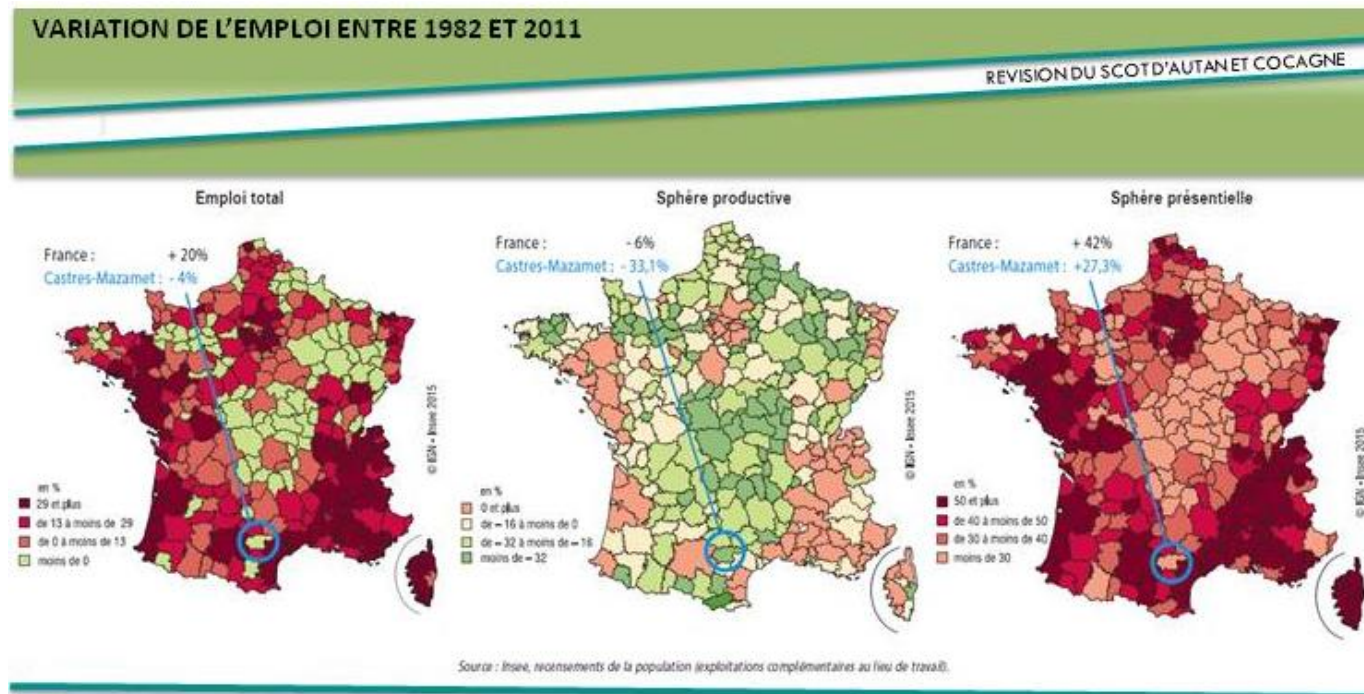 VARIATION DE L'EMPLOI ENTRE 1982 ET 2011
REVISION DU SCOT D'AUTAN ET COCAGNE
Emploi total
France : + 20%
Castres-Mazamet : - 4%
© IGN - Insee 2015
en %
29 et plus
de 13 à moins de 29
de 0 à moins de 13
moins de 0
Sphère productive
France : - 6%
Castres-Mazamet : - 33,1%
© IGN - Insee 2015
en %
0 et plus
de – 16 à moins de 0
de – 32 à moins de – 16
moins de – 32
Sphère présentielle
France : + 42%
Castres-Mazamet : +27,3%
© IGN - Insee 2015
en %
50 et plus
de 40 à moins de 50
de 30 à moins de 40
moins de 30
Source : Insee, recensements de la population (exploitations complémentaires au lieu de travail).